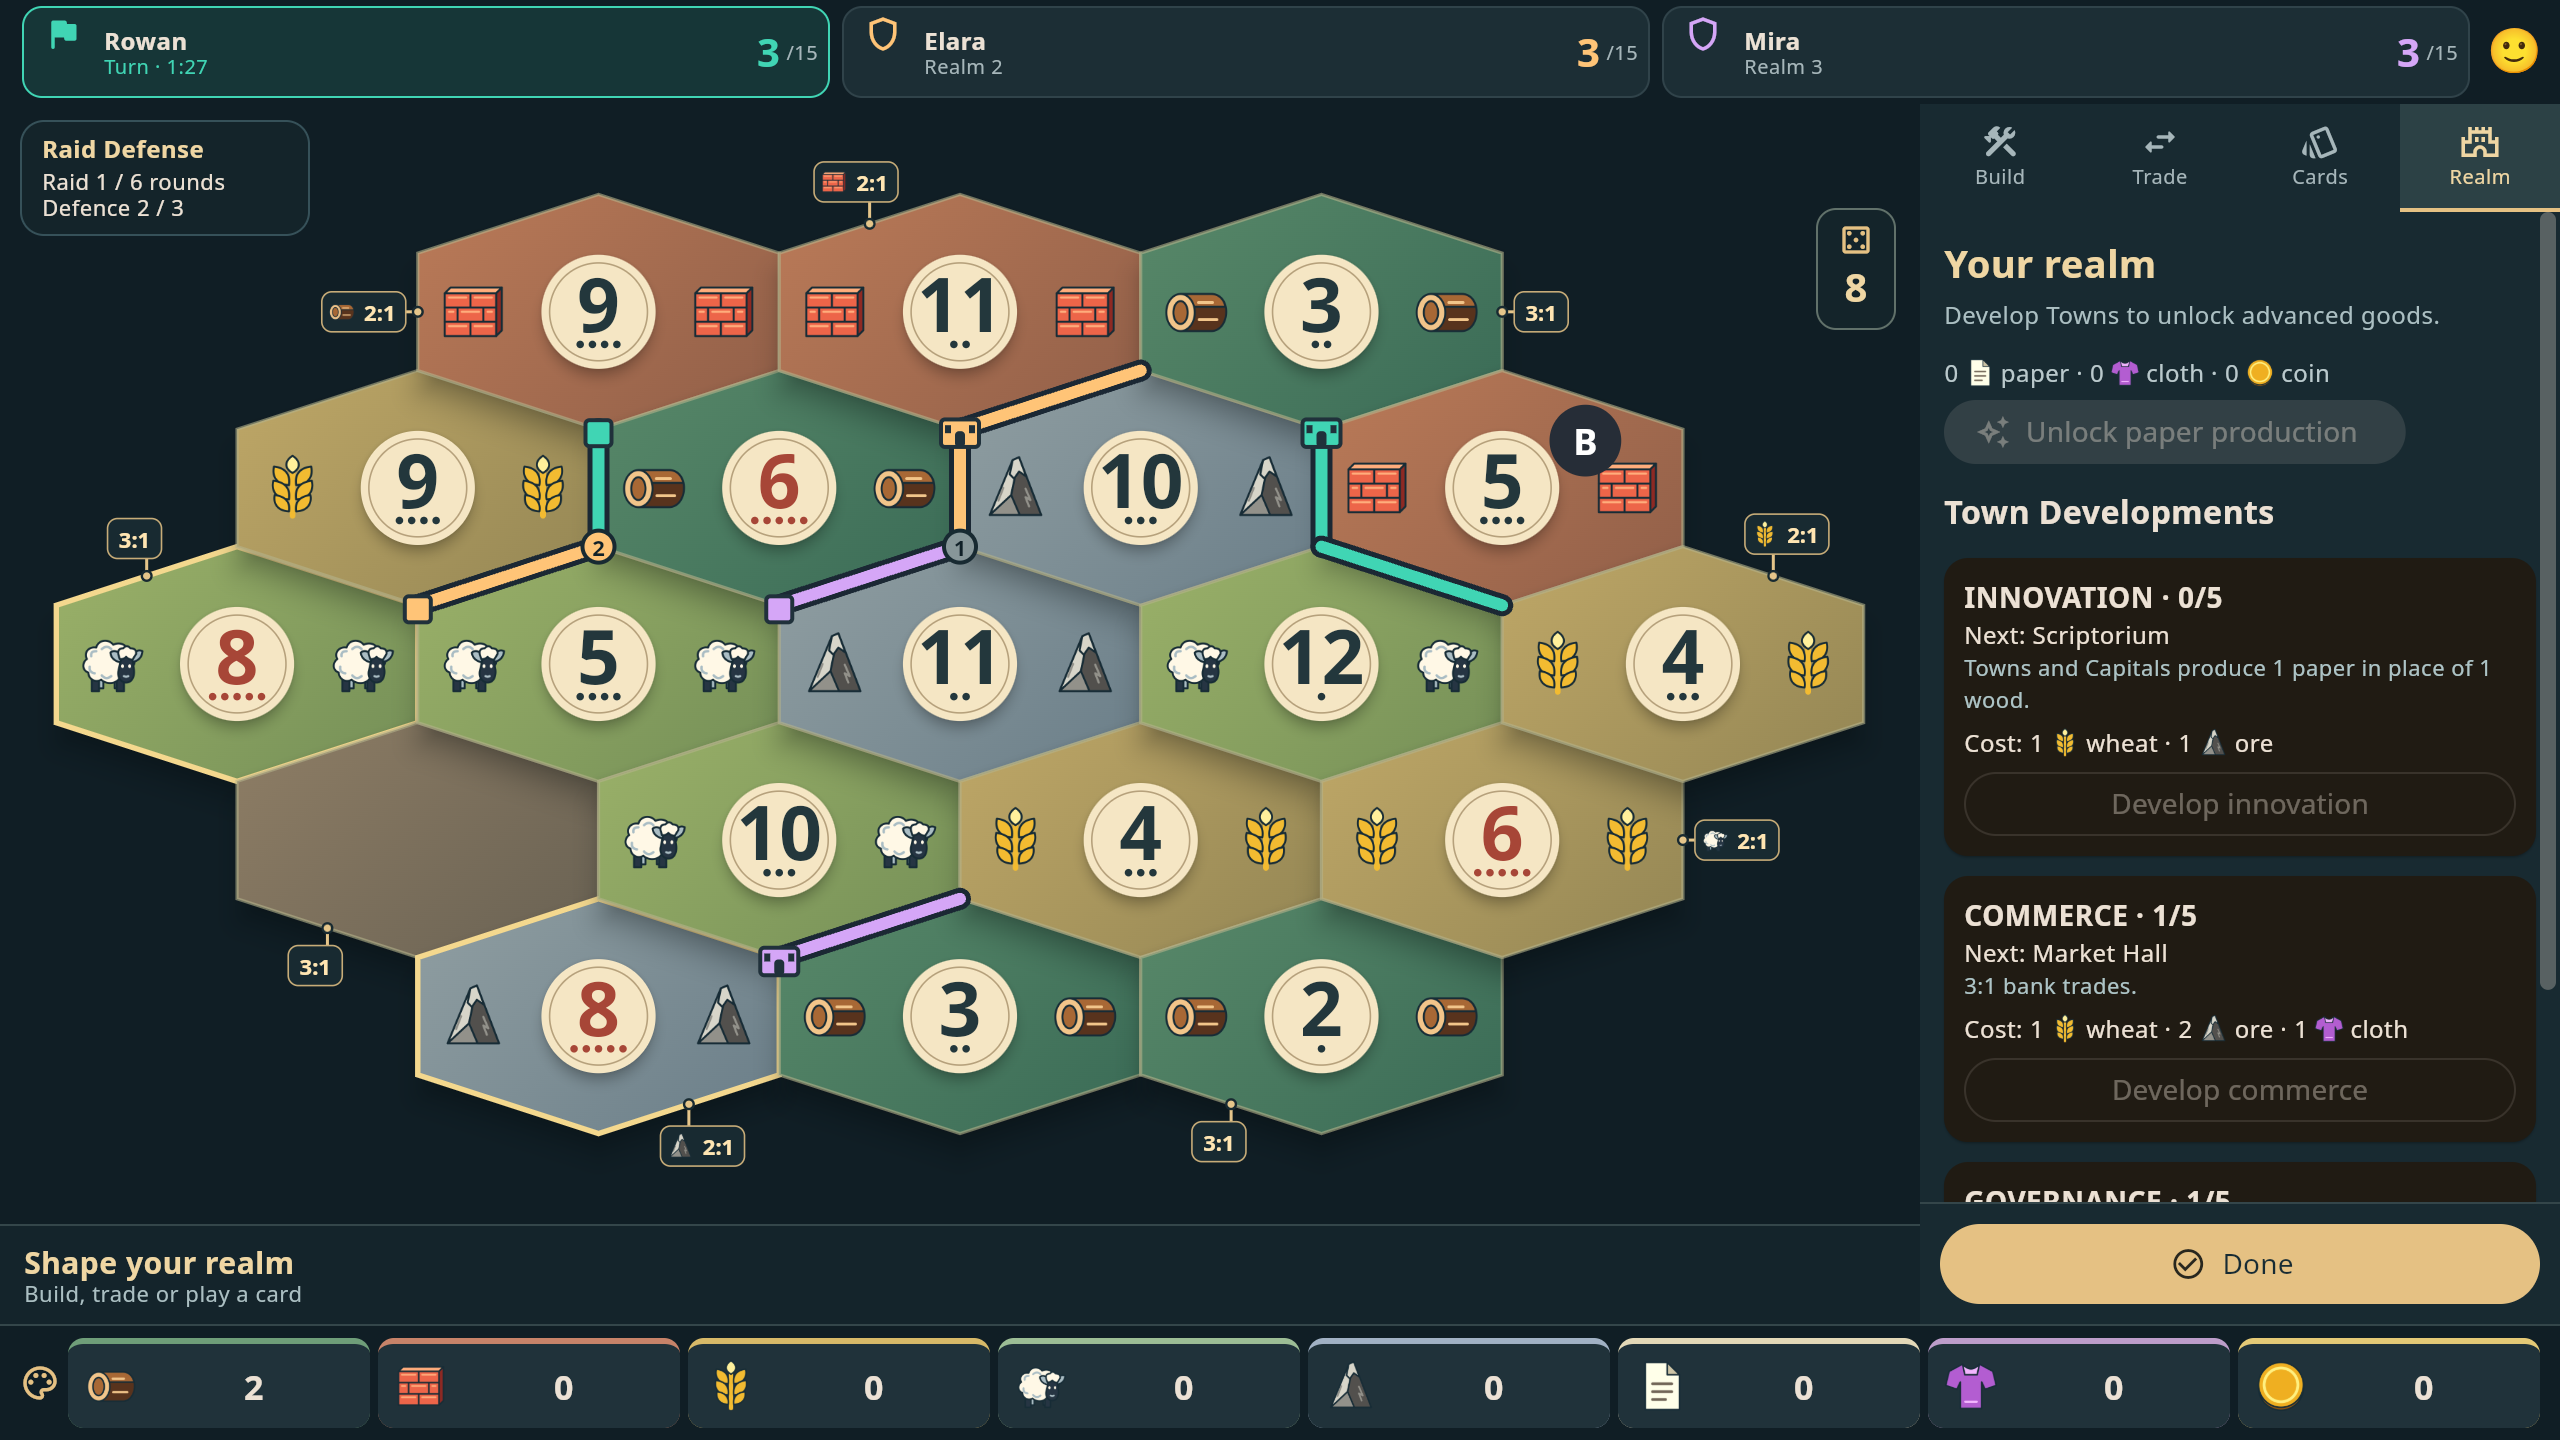 Rowan
Turn · 1:27
3 /15
Elara
Realm 2
3 /15
Mira
Realm 3
3 /15
Raid Defense
Raid 1 / 6 rounds
Defence 2 / 3
Build
Trade
Cards
Realm
2:1
2:1
9
11
3
3:1
8
9
6
10
5
B
3:1
2:1
2
1
8
5
11
12
4
10
4
6
2:1
3:1
8
3
2
2:1
3:1
Your realm
Develop Towns to unlock advanced goods.
0 paper · 0 cloth · 0 coin
Unlock paper production
Town Developments
INNOVATION · 0/5
Next: Scriptorium
Towns and Capitals produce 1 paper in place of 1
wood.
Cost: 1 wheat · 1 ore
Develop innovation
COMMERCE · 1/5
Next: Market Hall
3:1 bank trades.
Cost: 1 wheat · 2 ore · 1 cloth
Develop commerce
GOVERNANCE · 1/5
Shape your realm
Build, trade or play a card
Done
2
0
0
0
0
0
0
0